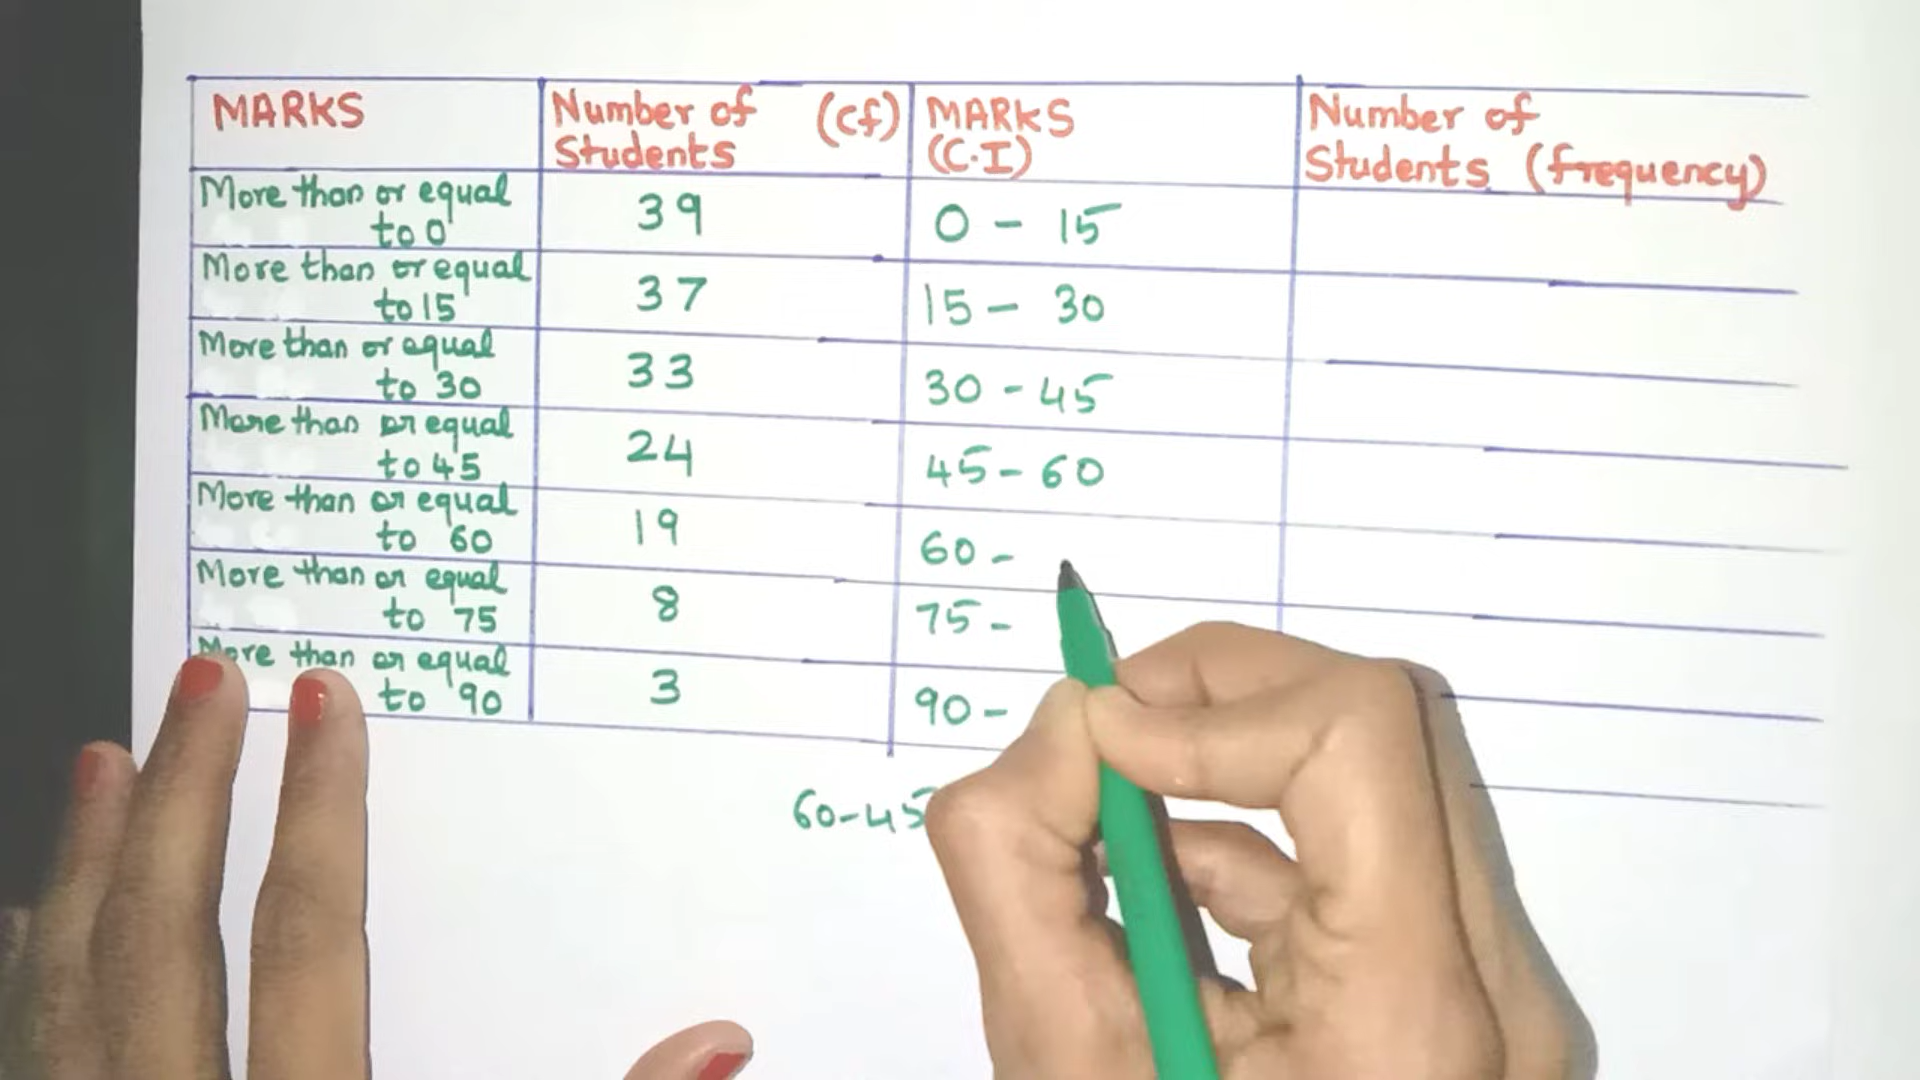 MARKS
Number of (cf)
Students
MARKS
(C.I)
Number of
Students (frequency)
More than or equal
to 0
39
0 - 15
More than or equal
to 15
37
15 - 30
More than or equal
to 30
33
30 - 45
More than or equal
to 45
24
45 - 60
More than or equal
to 60
19
60 -
More than or equal
to 75
8
75 -
More than or equal
to 90
3
90 -
60-45